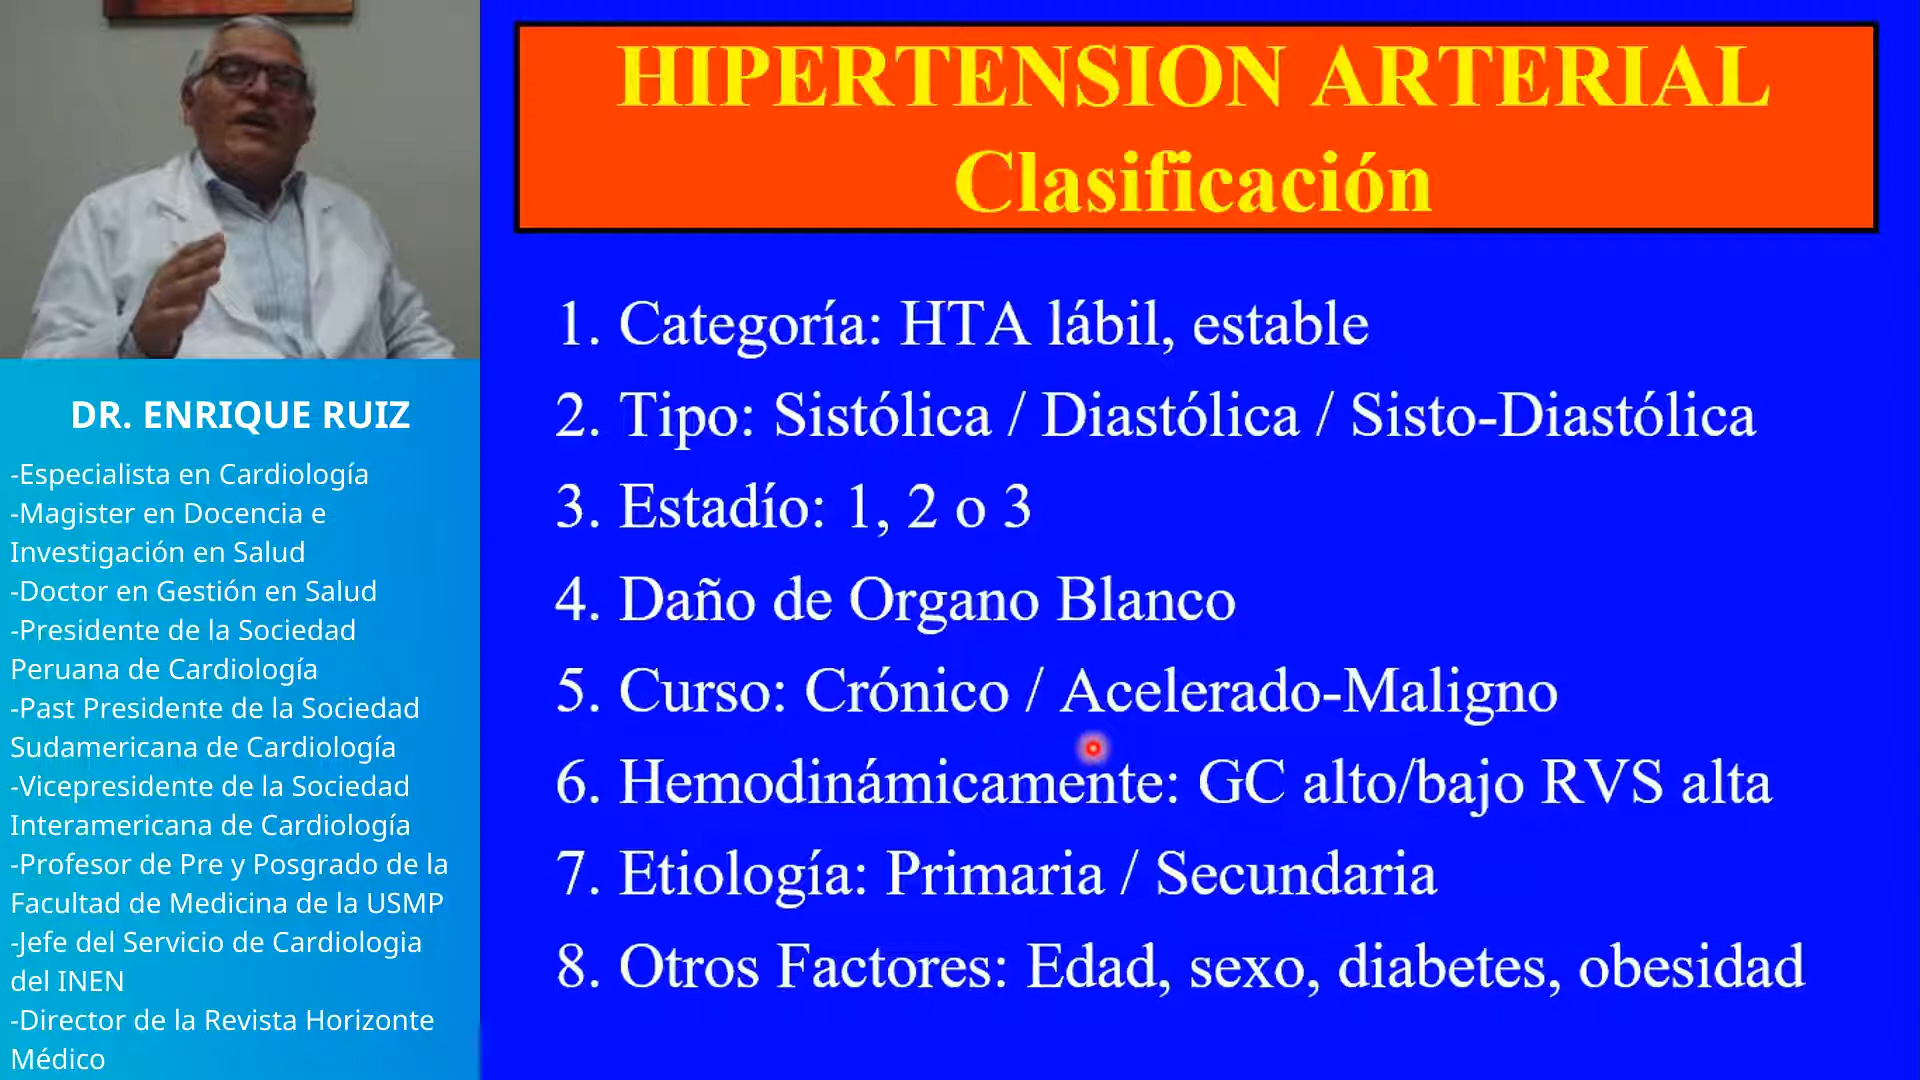 HIPERTENSION ARTERIAL
Clasificación
1. Categoría: HTA lábil, estable
2. Tipo: Sistólica / Diastólica / Sisto-Diastólica
3. Estadío: 1, 2 o 3
4. Daño de Organo Blanco
5. Curso: Crónico / Acelerado-Maligno
6. Hemodinámicamente: GC alto/bajo RVS alta
7. Etiología: Primaria / Secundaria
8. Otros Factores: Edad, sexo, diabetes, obesidad
DR. ENRIQUE RUIZ
-Especialista en Cardiología
-Magister en Docencia e
Investigación en Salud
-Doctor en Gestión en Salud
-Presidente de la Sociedad
Peruana de Cardiología
-Past Presidente de la Sociedad
Sudamericana de Cardiología
-Vicepresidente de la Sociedad
Interamericana de Cardiología
-Profesor de Pre y Posgrado de la
Facultad de Medicina de la USMP
-Jefe del Servicio de Cardiologia
del INEN
-Director de la Revista Horizonte
Médico